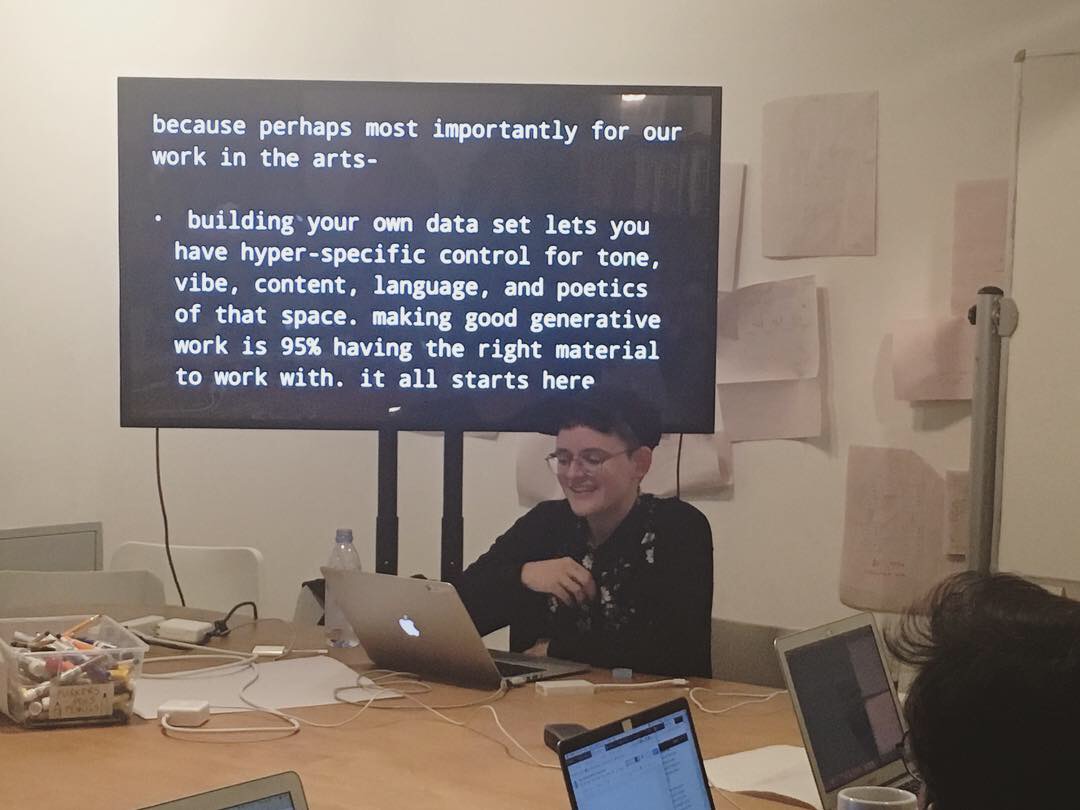 because perhaps most importantly for our
work in the arts-
• building your own data set lets you
have hyper-specific control for tone,
vibe, content, language, and poetics
of that space. making good generative
work is 95% having the right material
to work with. it all starts here
MARKERS